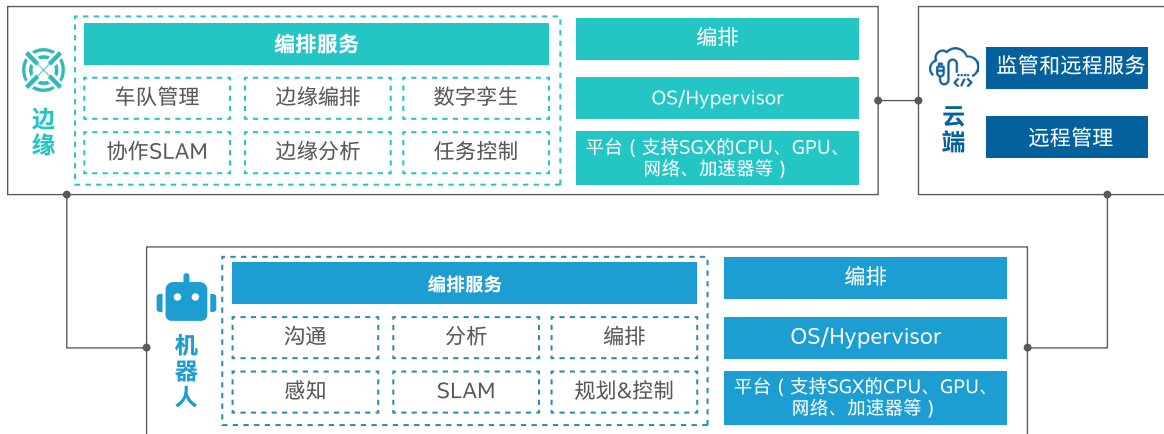 边缘
编排服务
车队管理
边缘编排
数字孪生
协作SLAM
边缘分析
任务控制
编排
OS/Hypervisor
平台（支持SGX的CPU、GPU、
网络、加速器等）
云端
监管和远程服务
远程管理
机器人
编排服务
沟通
分析
编排
感知
SLAM
规划&控制
编排
OS/Hypervisor
平台（支持SGX的CPU、GPU、
网络、加速器等）